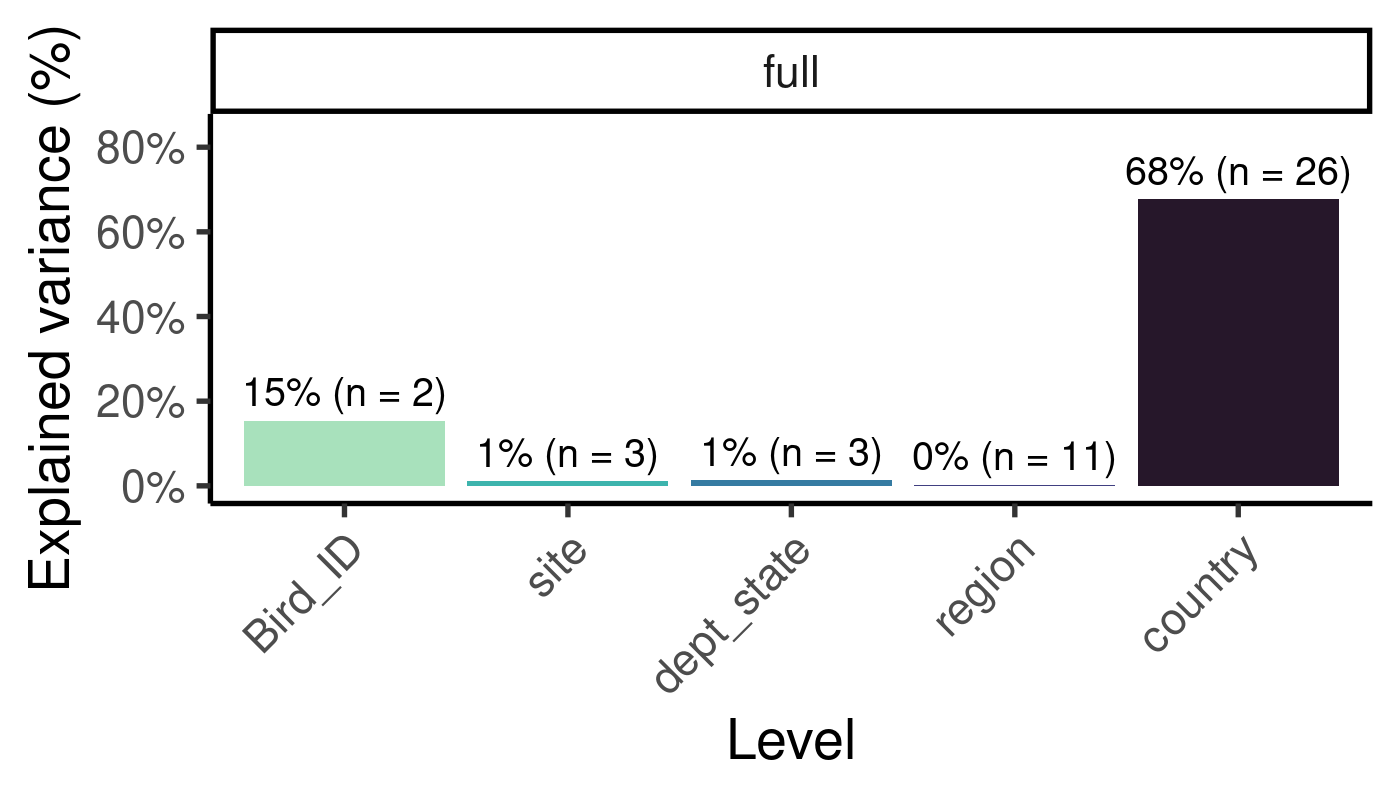 full
Explained variance (%)
80%
60%
40%
20%
0%
15% (n = 2)
1% (n = 3)
1% (n = 3)
0% (n = 11)
68% (n = 26)
Bird_ID
site
dept_state
region
country
Level